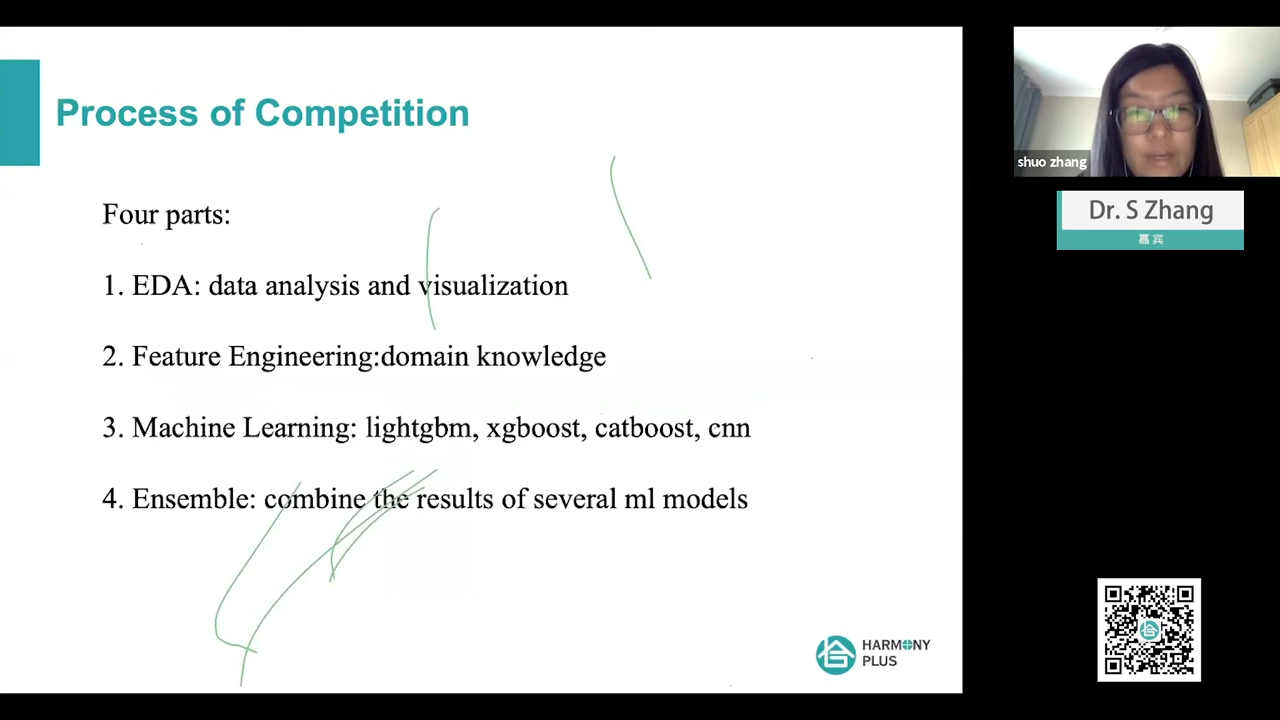 Process of Competition
Four parts:
1. EDA: data analysis and visualization
2. Feature Engineering:domain knowledge
3. Machine Learning: lightgbm, xgboost, catboost, cnn
4. Ensemble: combine the results of several ml models
HARMONY
PLUS
shuo zhang
Dr. S Zhang
嘉宾